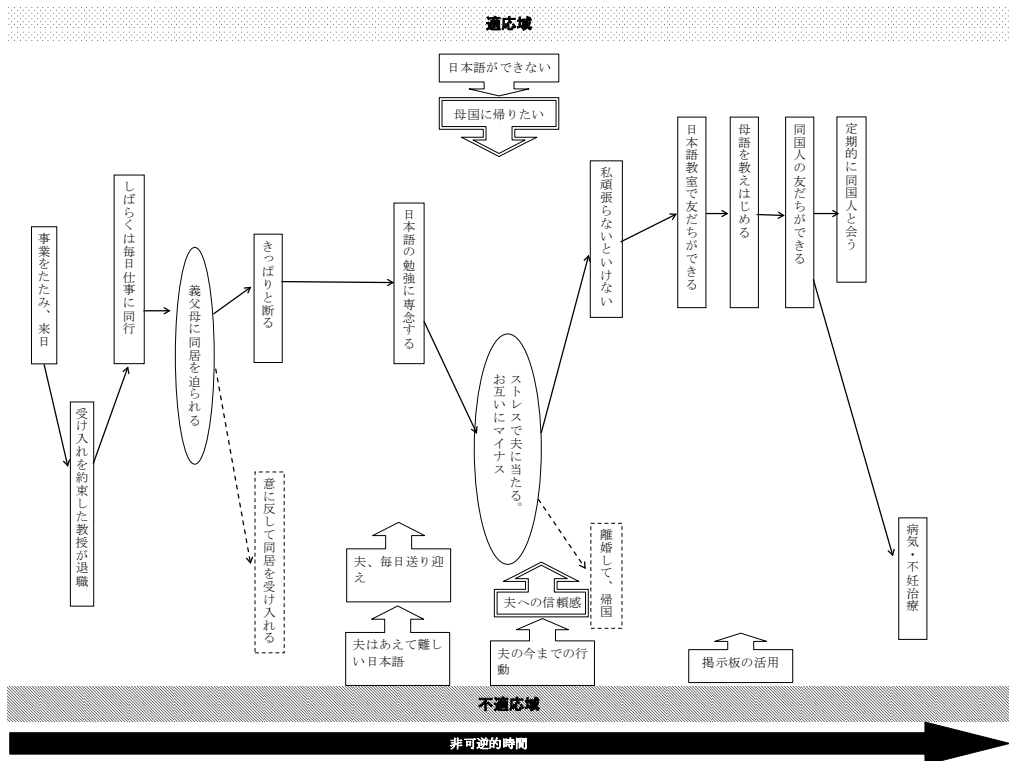 適応域
日本語ができない
母国に帰りたい
事業をたたみ、来日
受け入れを約束した教授が退職
しばらくは毎日仕事に同行
義父母に同居を迫られる
きっぱりと断る
意に反して同居を受け入れる
日本語の勉強に専念する
夫、毎日送り迎
え
夫はあえて難し
い日本語
ストレスで夫に当たる。
お互いにマイナス
夫への信頼感
夫の今までの行
動
離婚して、帰国
私頑張らないといけない
日本語教室で友だちができる
母語を教えはじめる
同国人の友だちができる
定期的に同国人と会う
病気・不妊治療
掲示板の活用
不適応域
非可逆的時間